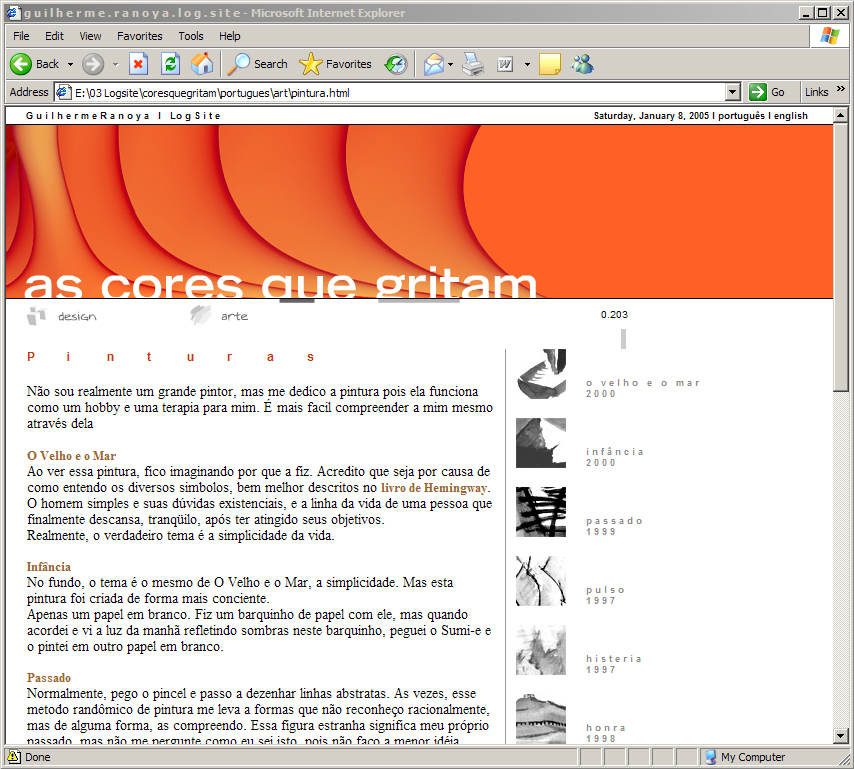 guilherme.ranoya.log.site - Microsoft Internet Explorer
File Edit View Favorites Tools Help
Back Search Favorites
Address E:\03 Logsite\coresquegritam\portugues\art\pintura.html Go Links »
GuilhermeRanoya I LogSite Saturday, January 8, 2005 I português I english
as cores que gritam
design arte 0.203
Pinturas
Não sou realmente um grande pintor, mas me dedico a pintura pois ela funciona
como um hobby e uma terapia para mim. É mais facil compreender a mim mesmo
através dela
O Velho e o Mar
Ao ver essa pintura, fico imaginando por que a fiz. Acredito que seja por causa de
como entendo os diversos simbolos, bem melhor descritos no livro de Hemingway.
O homem simples e suas dúvidas existenciais, e a linha da vida de uma pessoa que
finalmente descansa, tranqüilo, após ter atingido seus objetivos.
Realmente, o verdadeiro tema é a simplicidade da vida.
Infância
No fundo, o tema é o mesmo de O Velho e o Mar, a simplicidade. Mas esta
pintura foi criada de forma mais conciente.
Apenas um papel em branco. Fiz um barquinho de papel com ele, mas quando
acordei e vi a luz da manhã refletindo sombras neste barquinho, peguei o Sumi-e e
o pintei em outro papel em branco.
Passado
Normalmente, pego o pincel e passo a dezenhar linhas abstratas. As vezes, esse
metodo randômico de pintura me leva a formas que não reconheço racionalmente,
mas de alguma forma, as compreendo. Essa figura estranha significa meu próprio
passado, mas não me pergunte como eu sei isto, pois não faço a menor idéia.
o velho e o mar
2000
infância
2000
passado
1999
pulso
1997
histeria
1997
honra
1998
Done My Computer